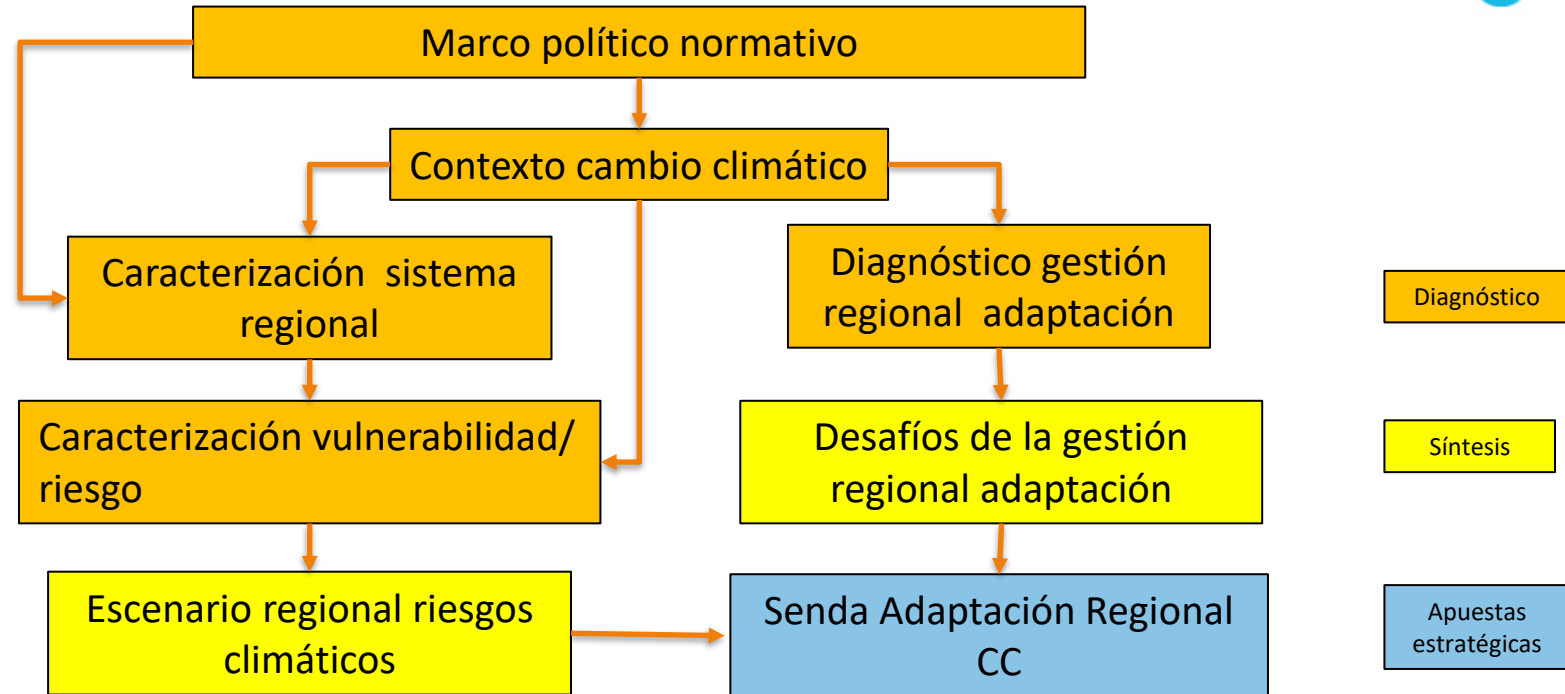 Marco político normativo
Contexto cambio climático
Caracterización  sistema
regional
Diagnóstico gestión
regional  adaptación
Diagnóstico
Caracterización vulnerabilidad/
riesgo
Desafíos de la gestión
regional adaptación
Síntesis
Escenario regional riesgos
climáticos
Senda Adaptación Regional
CC
Apuestas
estratégicas